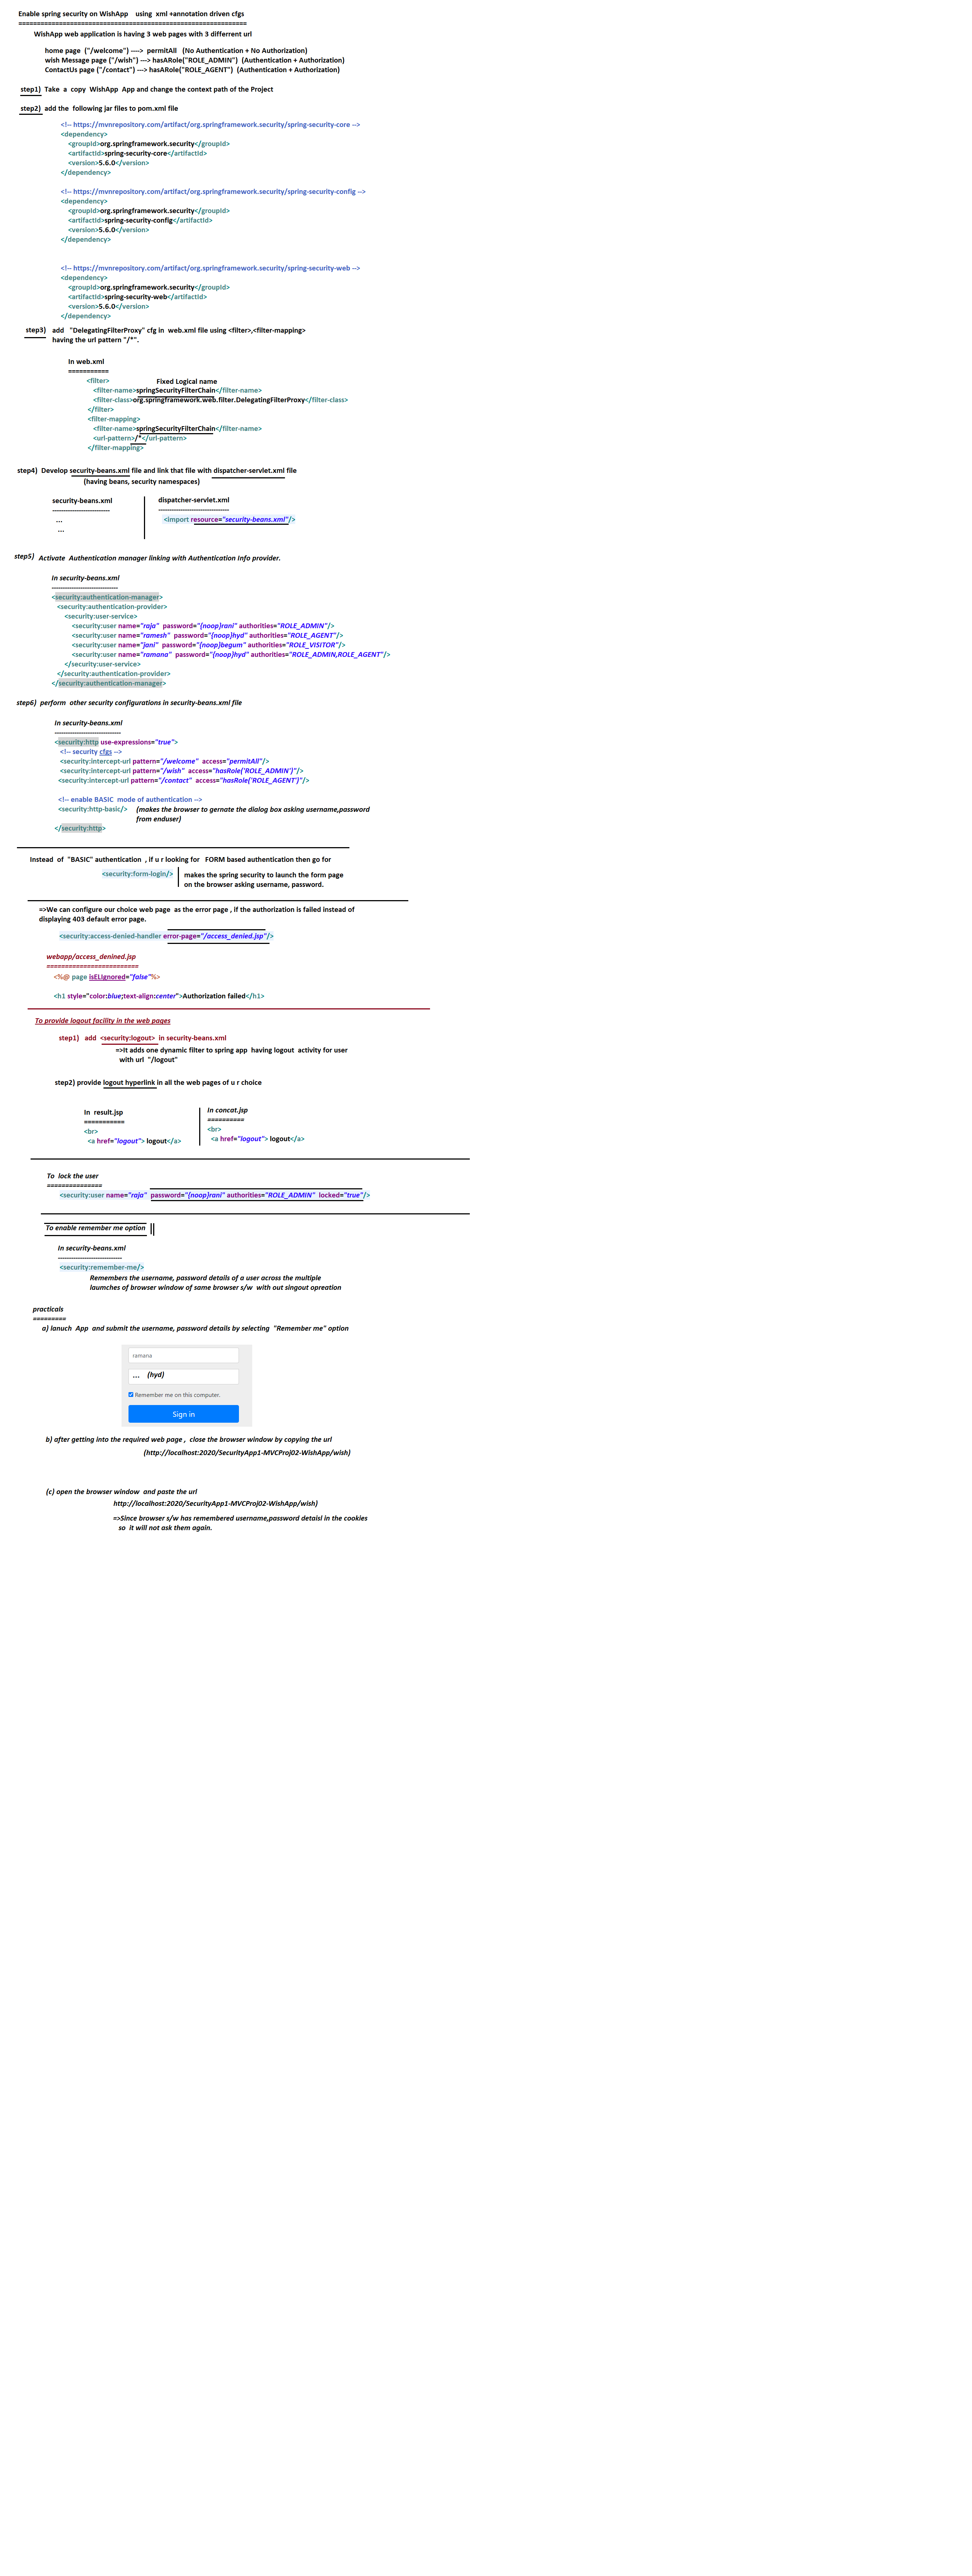 Enable spring security on WishApp using xml +annotation driven cfgs
==============================================================
WishApp web application is having 3 web pages with 3 differrent url
home page ("/welcome") ----> permitAll (No Authentication + No Authorization)
wish Message page ("/wish") ---> hasARole("ROLE_ADMIN") (Authentication + Authorization)
ContactUs page ("/contact") ---> hasARole("ROLE_AGENT") (Authentication + Authorization)
step1) Take a copy WishApp App and change the context path of the Project
step2) add the following jar files to pom.xml file
<!-- https://mvnrepository.com/artifact/org.springframework.security/spring-security-core -->
<dependency>
<groupId>org.springframework.security</groupId>
<artifactId>spring-security-core</artifactId>
<version>5.6.0</version>
</dependency>
<!-- https://mvnrepository.com/artifact/org.springframework.security/spring-security-config -->
<dependency>
<groupId>org.springframework.security</groupId>
<artifactId>spring-security-config</artifactId>
<version>5.6.0</version>
</dependency>
<!-- https://mvnrepository.com/artifact/org.springframework.security/spring-security-web -->
<dependency>
<groupId>org.springframework.security</groupId>
<artifactId>spring-security-web</artifactId>
<version>5.6.0</version>
</dependency>
step3) add "DelegatingFilterProxy" cfg in web.xml file using <filter>,<filter-mapping>
having the url pattern "/*".
In web.xml
===========
<filter> Fixed Logical name
<filter-name>springSecurityFilterChain</filter-name>
<filter-class>org.springframework.web.filter.DelegatingFilterProxy</filter-class>
</filter>
<filter-mapping>
<filter-name>springSecurityFilterChain</filter-name>
<url-pattern>/*</url-pattern>
</filter-mapping>
step4) Develop security-beans.xml file and link that file with dispatcher-servlet.xml file
(having beans, security namespaces)
security-beans.xml
--------------------------
...
...
dispatcher-servlet.xml
--------------------------------
<import resource="security-beans.xml"/>
step5) Activate Authentication manager linking with Authentication Info provider.
In security-beans.xml
------------------------------
<security:authentication-manager>
<security:authentication-provider>
<security:user-service>
<security:user name="raja" password="{noop}rani" authorities="ROLE_ADMIN"/>
<security:user name="ramesh" password="{noop}hyd" authorities="ROLE_AGENT"/>
<security:user name="jani" password="{noop}begum" authorities="ROLE_VISITOR"/>
<security:user name="ramana" password="{noop}hyd" authorities="ROLE_ADMIN,ROLE_AGENT"/>
</security:user-service>
</security:authentication-provider>
</security:authentication-manager>
step6) perform other security configurations in security-beans.xml file
In security-beans.xml
------------------------------
<security:http use-expressions="true">
<!-- security cfgs -->
<security:intercept-url pattern="/welcome" access="permitAll"/>
<security:intercept-url pattern="/wish" access="hasRole('ROLE_ADMIN')"/>
<security:intercept-url pattern="/contact" access="hasRole('ROLE_AGENT')"/>
<!-- enable BASIC mode of authentication -->
<security:http-basic/> (makes the browser to gernate the dialog box asking username,password
from enduser)
</security:http>
Instead of "BASIC" authentication , if u r looking for FORM based authentication then go for
<security:form-login/> makes the spring security to launch the form page
on the browser asking username, password.
=>We can configure our choice web page as the error page , if the authorization is failed instead of
displaying 403 default error page.
<security:access-denied-handler error-page="/access_denied.jsp"/>
webapp/access_denined.jsp
=========================
<%@ page isELIgnored="false"%>
<h1 style="color:blue;text-align:center">Authorization failed</h1>
To provide logout facility in the web pages
step1) add <security:logout> in security-beans.xml
=>It adds one dynamic filter to spring app having logout activity for user
with url "/logout"
step2) provide logout hyperlink in all the web pages of u r choice
In result.jsp
===========
<br>
<a href="logout"> logout</a>
In concat.jsp
==========
<br>
<a href="logout"> logout</a>
To lock the user
===============
<security:user name="raja" password="{noop}rani" authorities="ROLE_ADMIN" locked="true"/>
To enable remember me option
In security-beans.xml
-----------------------------
<security:remember-me/>
Remembers the username, password details of a user across the multiple
laumches of browser window of same browser s/w with out singout opreation
practicals
=========
a) lanuch App and submit the username, password details by selecting "Remember me" option
ramana
... (hyd)
Remember me on this computer.
Sign in
b) after getting into the required web page , close the browser window by copying the url
(http://localhost:2020/SecurityApp1-MVCProj02-WishApp/wish)
(c) open the browser window and paste the url
http://localhost:2020/SecurityApp1-MVCProj02-WishApp/wish)
=>Since browser s/w has remembered username,password detaisl in the cookies
so it will not ask them again.